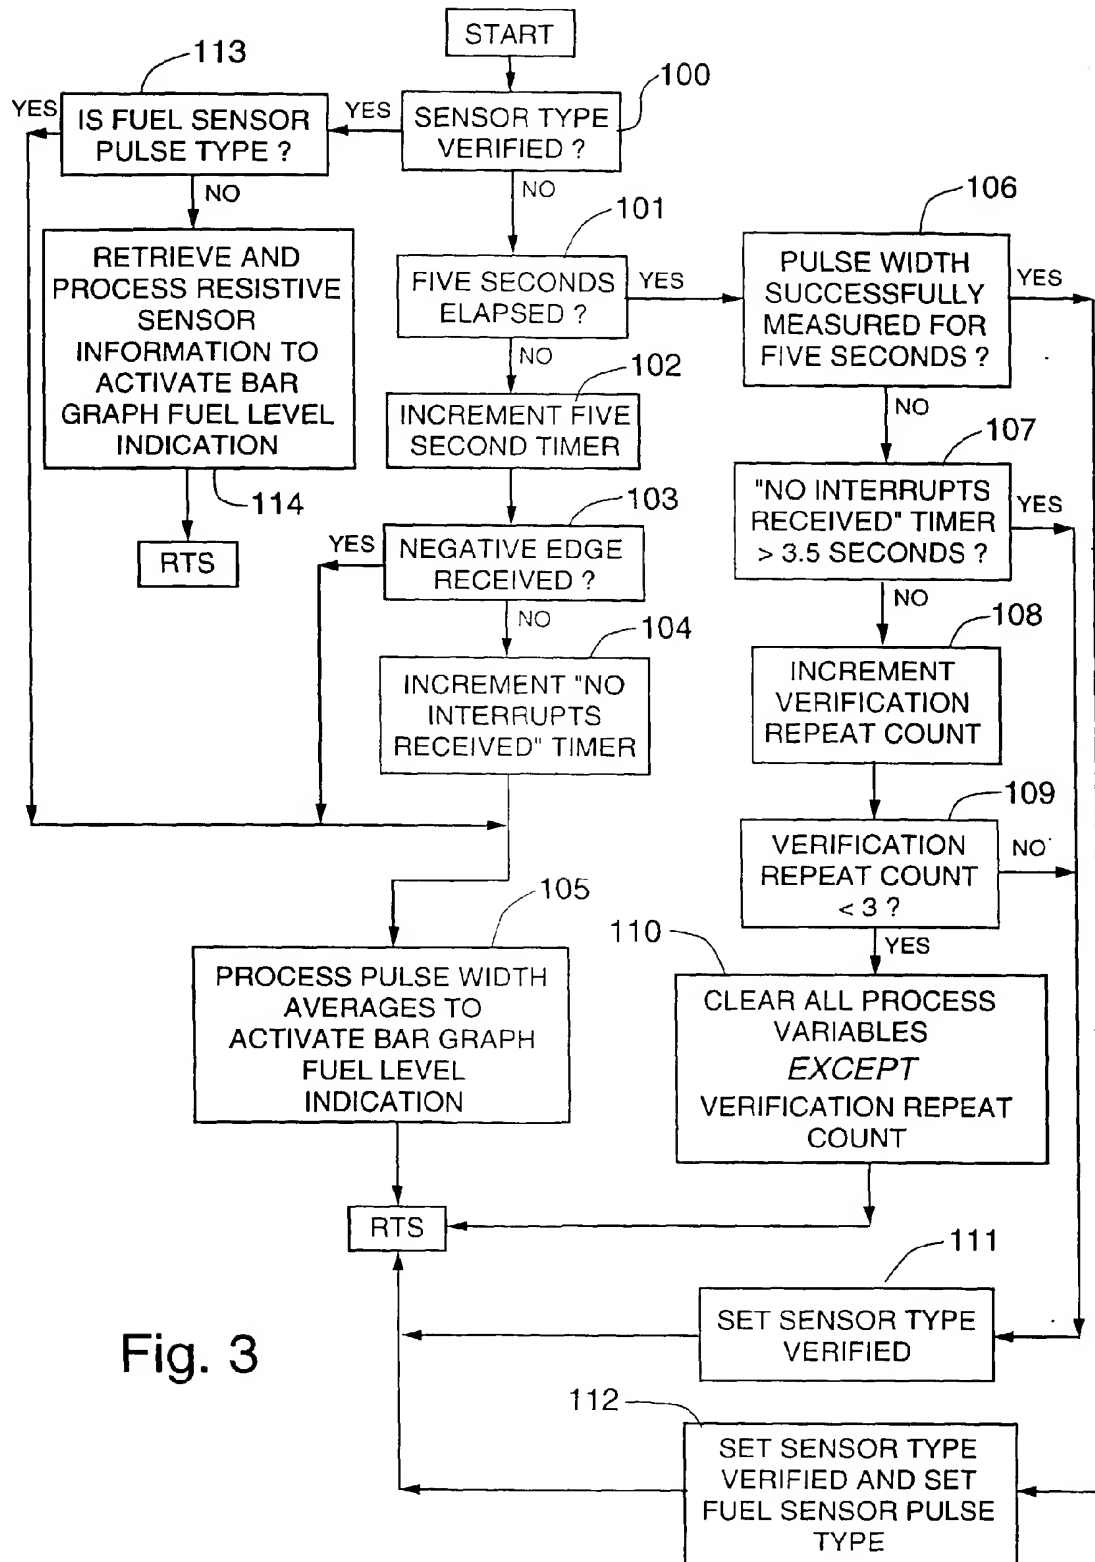 START
113
100
YES
IS FUEL SENSOR
PULSE TYPE ?
YES
SENSOR TYPE
VERIFIED ?
NO
NO
101
106
RETRIEVE AND
PROCESS RESISTIVE
SENSOR
INFORMATION TO
ACTIVATE BAR
GRAPH FUEL LEVEL
INDICATION
FIVE SECONDS
ELAPSED ?
YES
PULSE WIDTH
SUCCESSFULLY
MEASURED FOR
FIVE SECONDS ?
YES
NO
102
INCREMENT FIVE
SECOND TIMER
NO
107
114
103
"NO INTERRUPTS
RECEIVED" TIMER
> 3.5 SECONDS ?
YES
RTS
YES
NEGATIVE EDGE
RECEIVED ?
NO
NO
104
108
INCREMENT "NO
INTERRUPTS
RECEIVED" TIMER
INCREMENT
VERIFICATION
REPEAT COUNT
109
VERIFICATION
REPEAT COUNT
< 3 ?
NO
105
110
YES
PROCESS PULSE WIDTH
AVERAGES TO
ACTIVATE BAR GRAPH
FUEL LEVEL
INDICATION
CLEAR ALL PROCESS
VARIABLES
EXCEPT
VERIFICATION REPEAT
COUNT
RTS
111
SET SENSOR TYPE
VERIFIED
Fig. 3
112
SET SENSOR TYPE
VERIFIED AND SET
FUEL SENSOR PULSE
TYPE